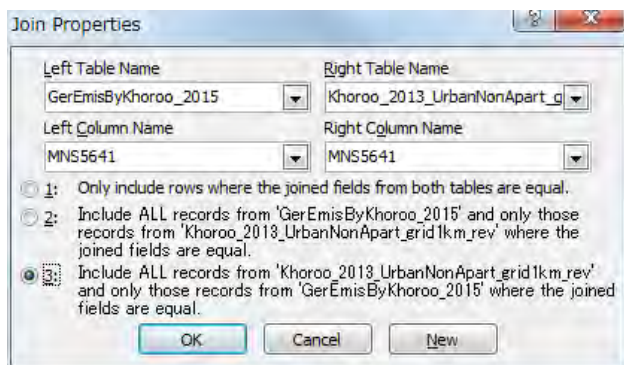 Join Properties
Left Table Name
Right Table Name
GerEmisByKhoroo_2015
Khoroo_2013_UrbanNonApart_g
Left Column Name
Right Column Name
MNS5641
MNS5641
1: Only include rows where the joined fields from both tables are equal.
2: Include ALL records from 'GerEmisByKhoroo_2015' and only those
records from 'Khoroo_2013_UrbanNonApart_grid1km_rev' where the
joined fields are equal.
3: Include ALL records from 'Khoroo_2013_UrbanNonApart_grid1km_rev'
and only those records from 'GerEmisByKhoroo_2015' where the joined
fields are equal.
OK
Cancel
New